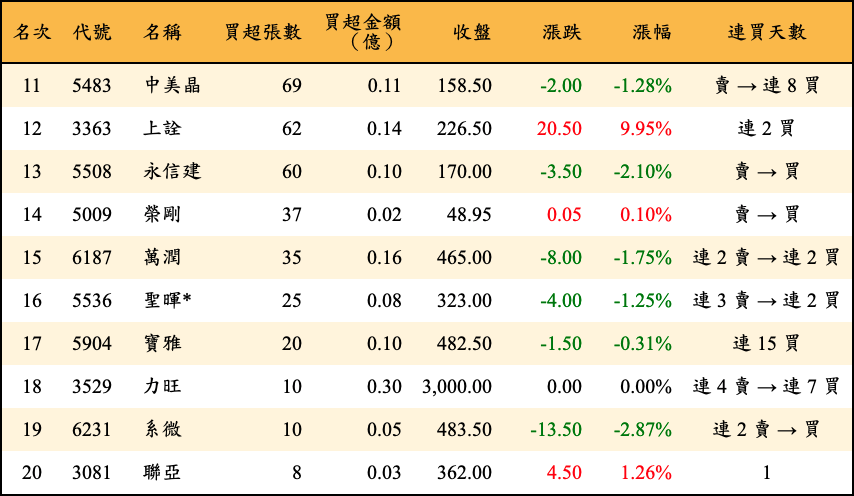 名次 代號 名稱 買超張數 買超金額（億） 收盤 漲跌 漲幅 連買天數
11 5483 中美晶 69 0.11 158.50 -2.00 -1.28% 賣 → 連 8 買
12 3363 上詮 62 0.14 226.50 20.50 9.95% 連 2 買
13 5508 永信建 60 0.10 170.00 -3.50 -2.10% 賣 → 買
14 5009 榮剛 37 0.02 48.95 0.05 0.10% 賣 → 買
15 6187 萬潤 35 0.16 465.00 -8.00 -1.75% 連 2 賣 → 連 2 買
16 5536 聖暉* 25 0.08 323.00 -4.00 -1.25% 連 3 賣 → 連 2 買
17 5904 寶雅 20 0.10 482.50 -1.50 -0.31% 連 15 買
18 3529 力旺 10 0.30 3,000.00 0.00 0.00% 連 4 賣 → 連 7 買
19 6231 系微 10 0.05 483.50 -13.50 -2.87% 連 2 賣 → 買
20 3081 聯亞 8 0.03 362.00 4.50 1.26% 1